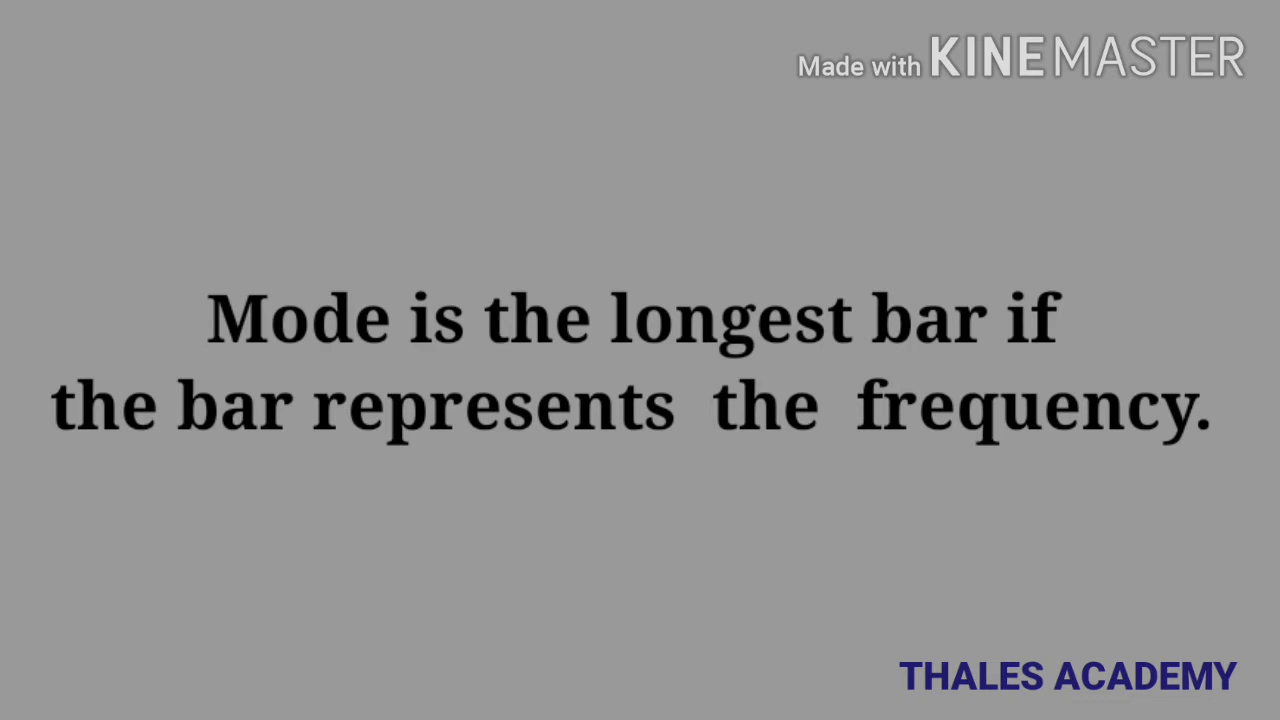 Made with KINEMASTER
Mode is the longest bar if
the bar represents the frequency.
THALES ACADEMY